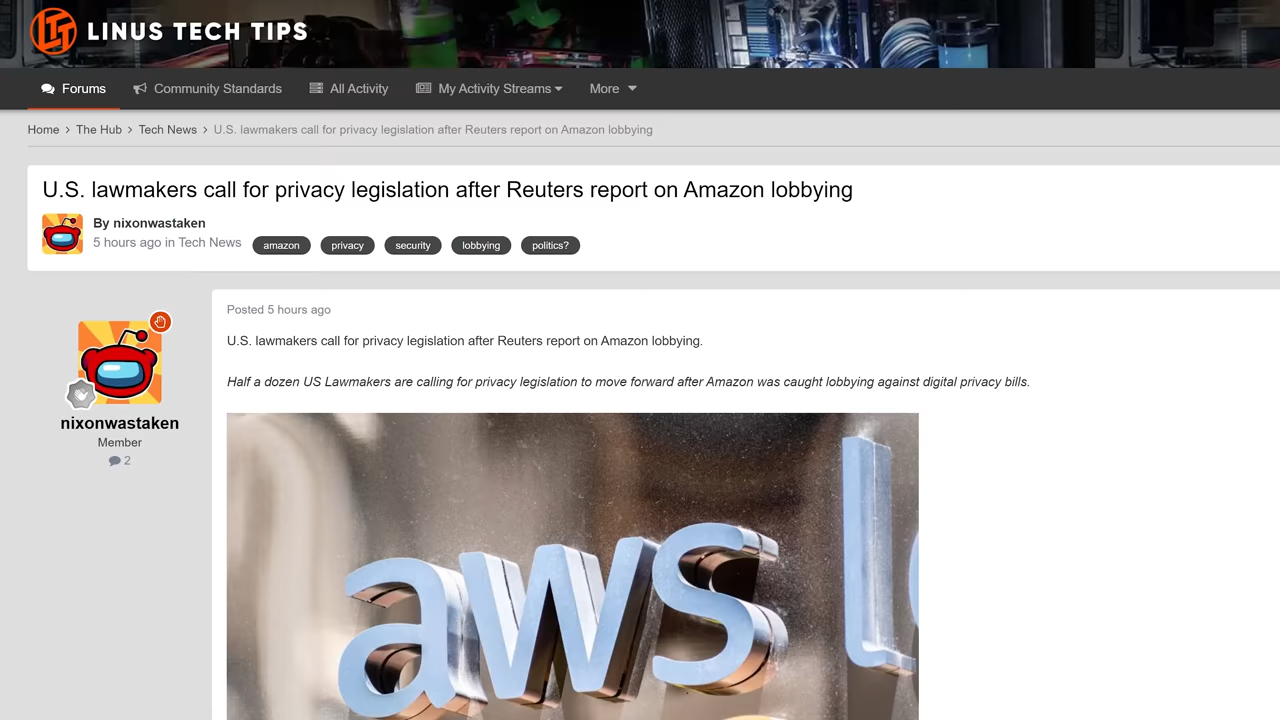 LINUS TECH TIPS
Forums Community Standards All Activity My Activity Streams More
Home > The Hub > Tech News > U.S. lawmakers call for privacy legislation after Reuters report on Amazon lobbying
U.S. lawmakers call for privacy legislation after Reuters report on Amazon lobbying
By nixonwastaken
5 hours ago in Tech News amazon privacy security lobbying politics?
Posted 5 hours ago
U.S. lawmakers call for privacy legislation after Reuters report on Amazon lobbying.
Half a dozen US Lawmakers are calling for privacy legislation to move forward after Amazon was caught lobbying against digital privacy bills.
nixonwastaken
Member
2
aws l